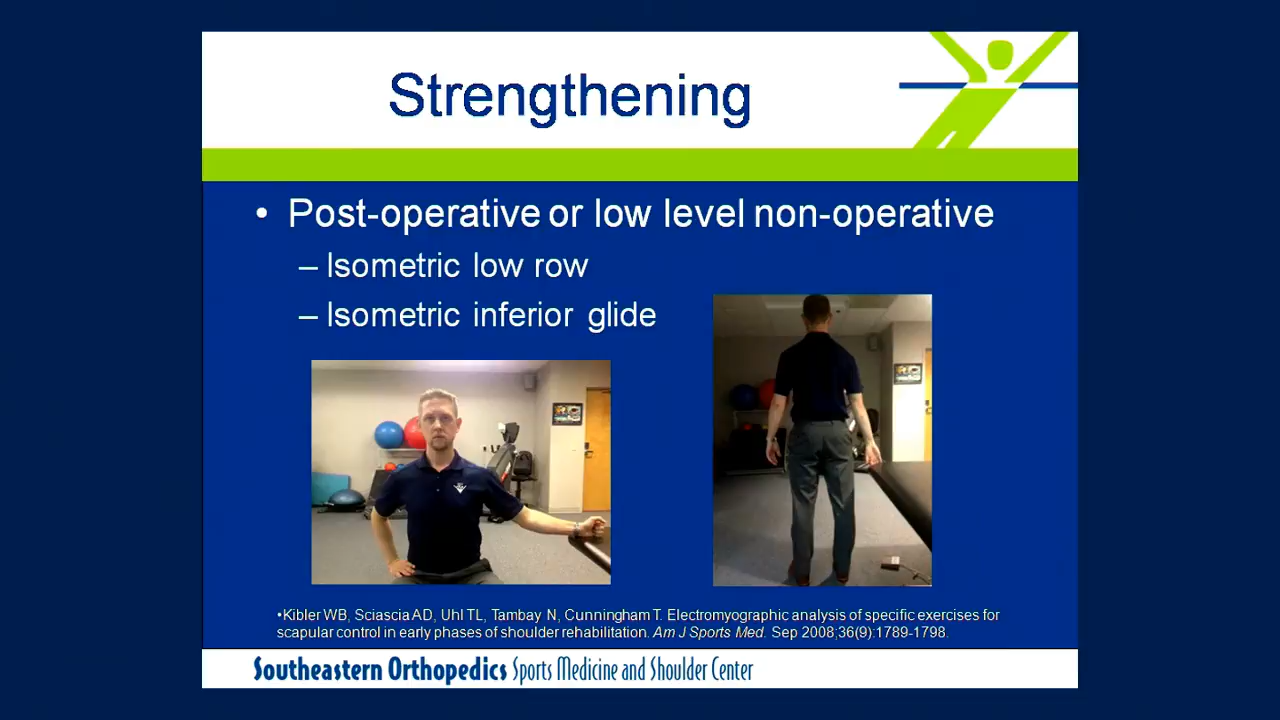 Strengthening
• Post-operative or low level non-operative
– Isometric low row
– Isometric inferior glide
•Kibler WB, Sciascia AD, Uhl TL, Tambay N, Cunningham T. Electromyographic analysis of specific exercises for
scapular control in early phases of shoulder rehabilitation. Am J Sports Med. Sep 2008;36(9):1789-1798.
Southeastern Orthopedics Sports Medicine and Shoulder Center